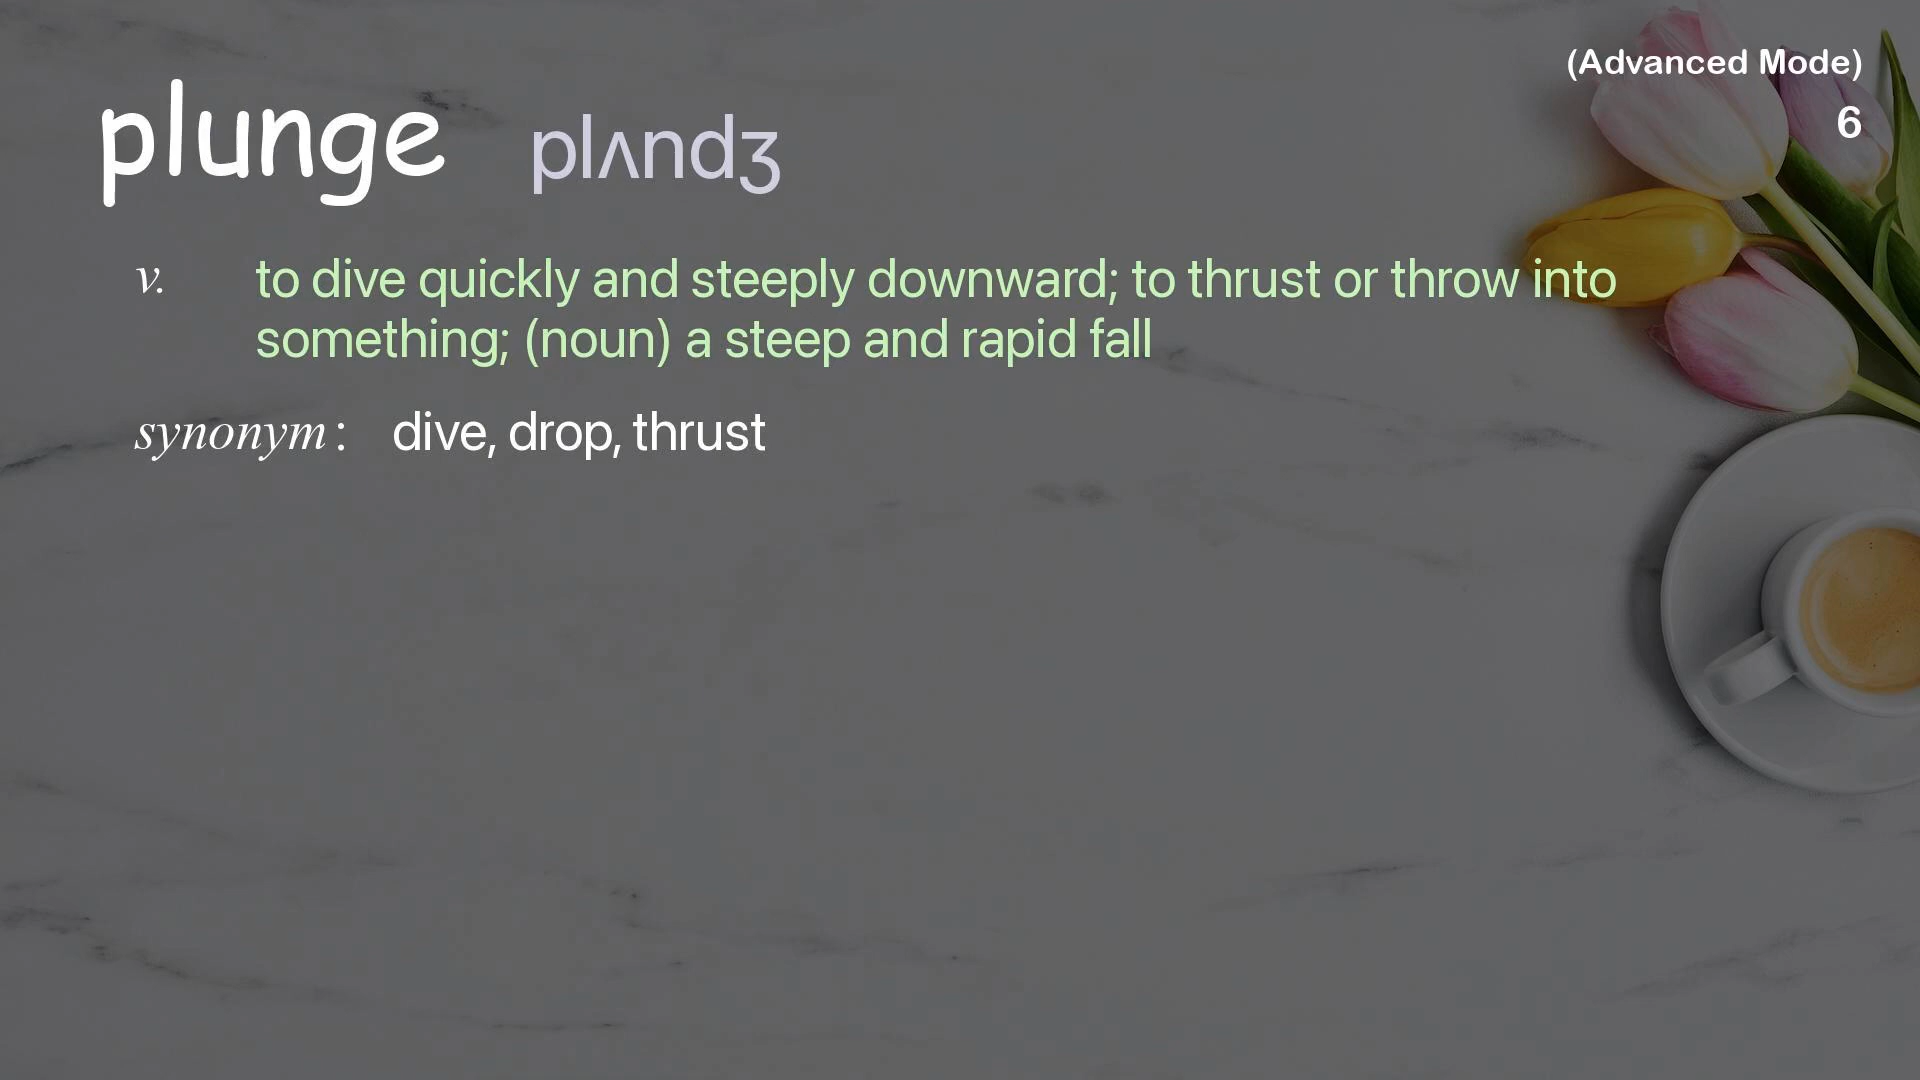 (Advanced Mode)
6
plunge plʌndʒ
v. to dive quickly and steeply downward; to thrust or throw into
something; (noun) a steep and rapid fall
synonym : dive, drop, thrust